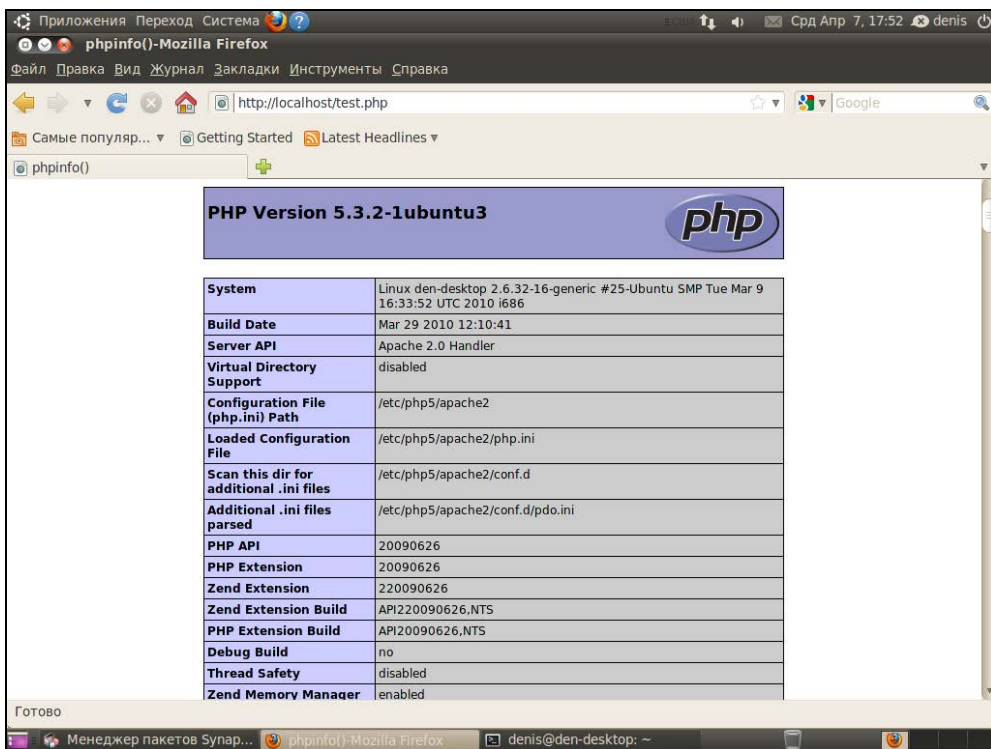 Приложения Переход Система
Срд Апр 7, 17:52 denis
phpinfo()-Mozilla Firefox
Файл Правка Вид Журнал Закладки Инструменты Справка
http://localhost/test.php
Google
Самые популяр... Getting Started Latest Headlines
phpinfo()
PHP Version 5.3.2-1ubuntu3
php
System Linux den-desktop 2.6.32-16-generic #25-Ubuntu SMP Tue Mar 9
16:33:52 UTC 2010 i686
Build Date Mar 29 2010 12:10:41
Server API Apache 2.0 Handler
Virtual Directory disabled
Support
Configuration File /etc/php5/apache2
(php.ini) Path
Loaded Configuration /etc/php5/apache2/php.ini
File
Scan this dir for /etc/php5/apache2/conf.d
additional .ini files
Additional .ini files /etc/php5/apache2/conf.d/pdo.ini
parsed
PHP API 20090626
PHP Extension 20090626
Zend Extension 220090626
Zend Extension Build API220090626,NTS
PHP Extension Build API20090626,NTS
Debug Build no
Thread Safety disabled
Zend Memory Manager enabled
Готово
Менеджер пакетов Synap... phpinfo()-Mozilla Firefox denis@den-desktop: ~